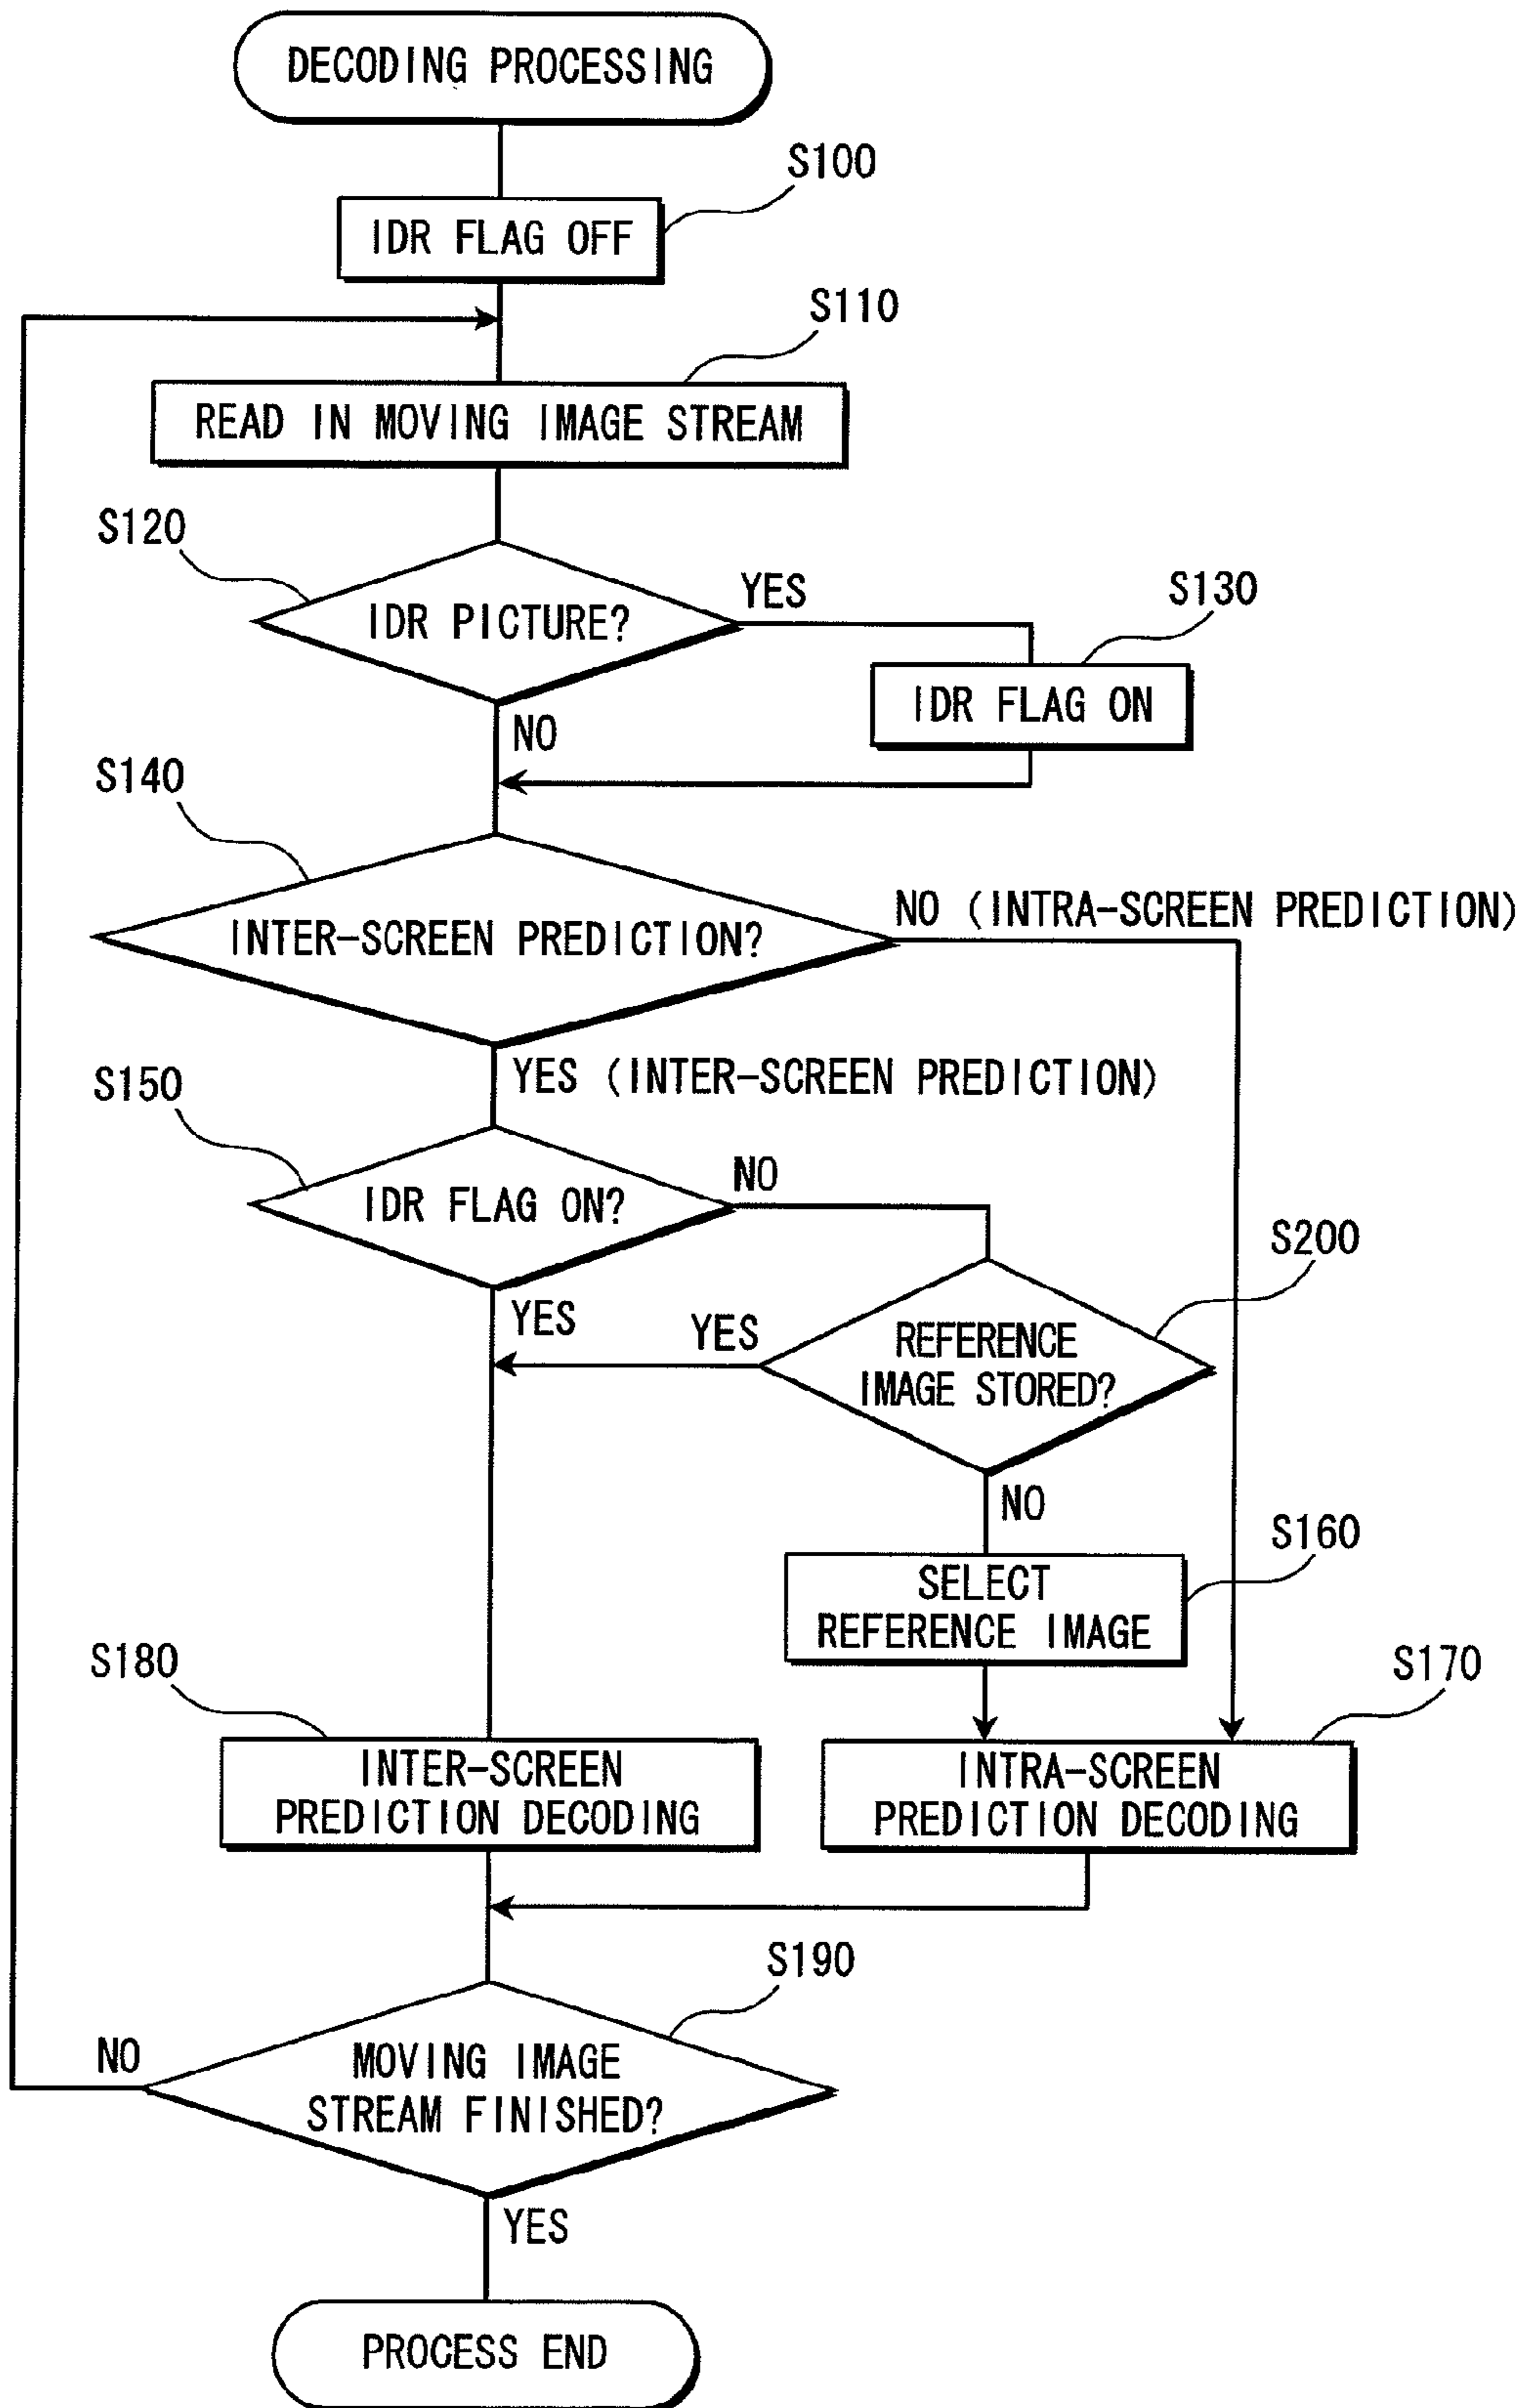 DECODING PROCESSING
S100
IDR FLAG OFF
S110
READ IN MOVING IMAGE STREAM
S120
IDR PICTURE?
YES
S130
IDR FLAG ON
NO
S140
INTER-SCREEN PREDICTION?
NO (INTRA-SCREEN PREDICTION)
YES (INTER-SCREEN PREDICTION)
S150
IDR FLAG ON?
NO
S200
YES
YES
REFERENCE
IMAGE STORED?
NO
S160
SELECT
REFERENCE IMAGE
S180
S170
INTER-SCREEN
PREDICTION DECODING
INTRA-SCREEN
PREDICTION DECODING
S190
NO
MOVING IMAGE
STREAM FINISHED?
YES
PROCESS END